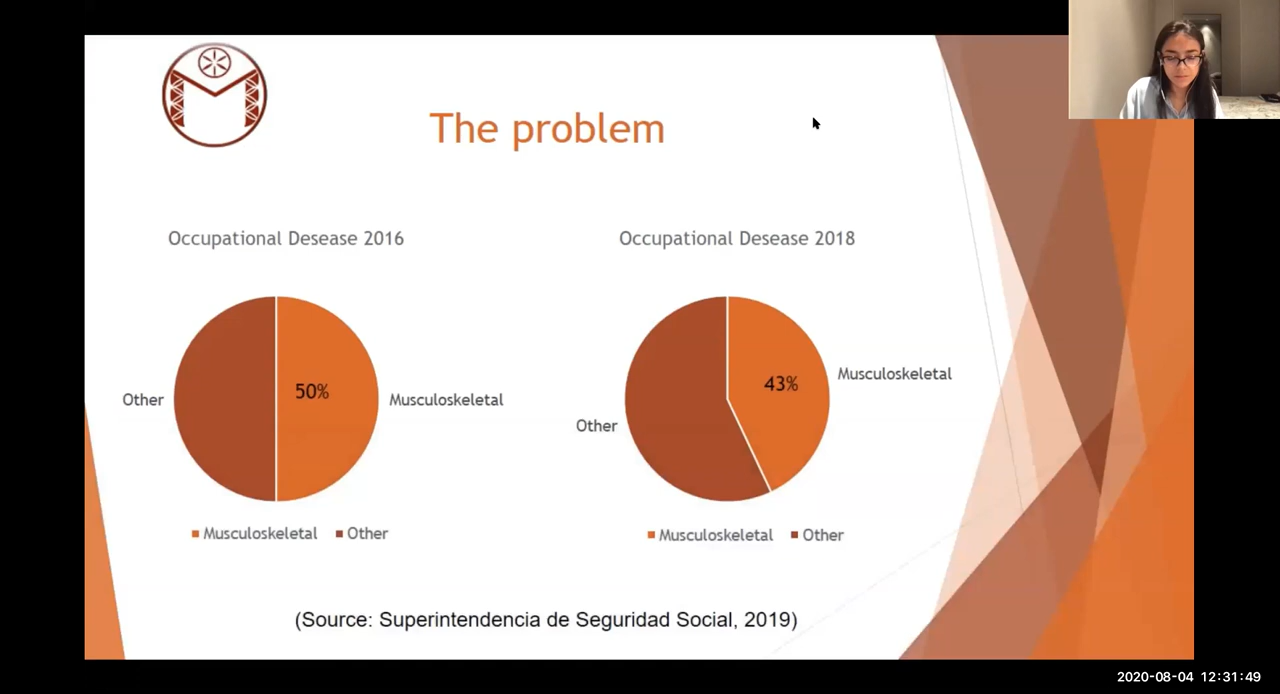 The problem
Occupational Desease 2016
Occupational Desease 2018
50%
Other
Musculoskeletal
Musculoskeletal
Other
43%
Musculoskeletal
Other
Musculoskeletal
Other
(Source: Superintendencia de Seguridad Social, 2019)
2020-08-04 12:31:49